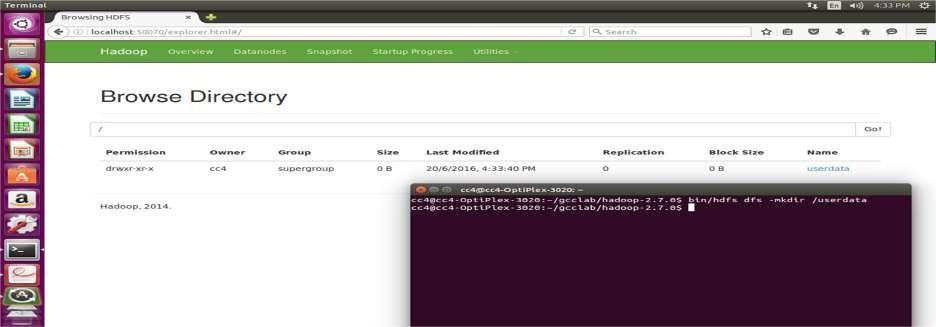 Terminal
En
4:33 PM
Browsing HDFS
localhost:50070/explorer.html#/
Search
Hadoop Overview Datanodes Snapshot Startup Progress Utilities
Browse Directory
/
Go!
Permission Owner Group Size Last Modified Replication Block Size Name
drwxr-xr-x cc4 supergroup 0 B 20/6/2016, 4:33:40 PM 0 0 B userdata
Hadoop, 2014.
cc4@cc4-OptiPlex-3020: ~
cc4@cc4-OptiPlex-3020:~/gcclab/hadoop-2.7.0$ bin/hdfs dfs -mkdir /userdata
cc4@cc4-OptiPlex-3020:~/gcclab/hadoop-2.7.0$